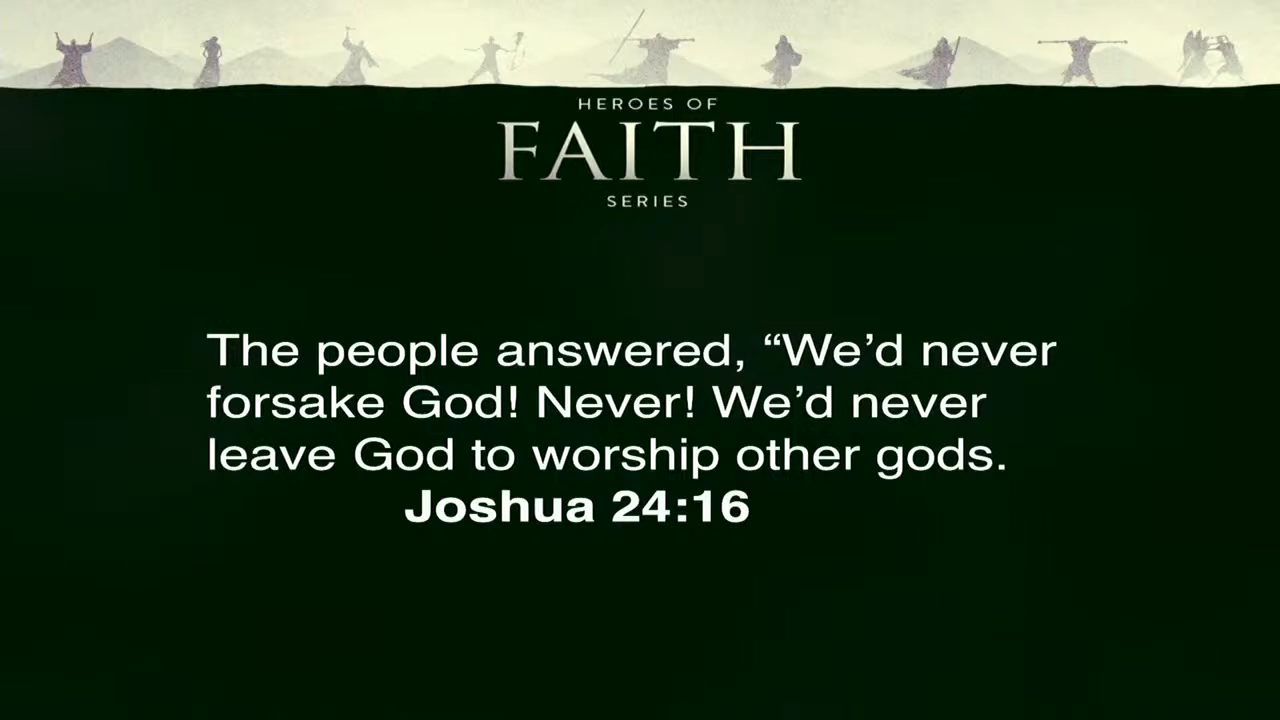 HEROES OF
FAITH
SERIES
The people answered, “We’d never
forsake God! Never! We’d never
leave God to worship other gods.
Joshua 24:16